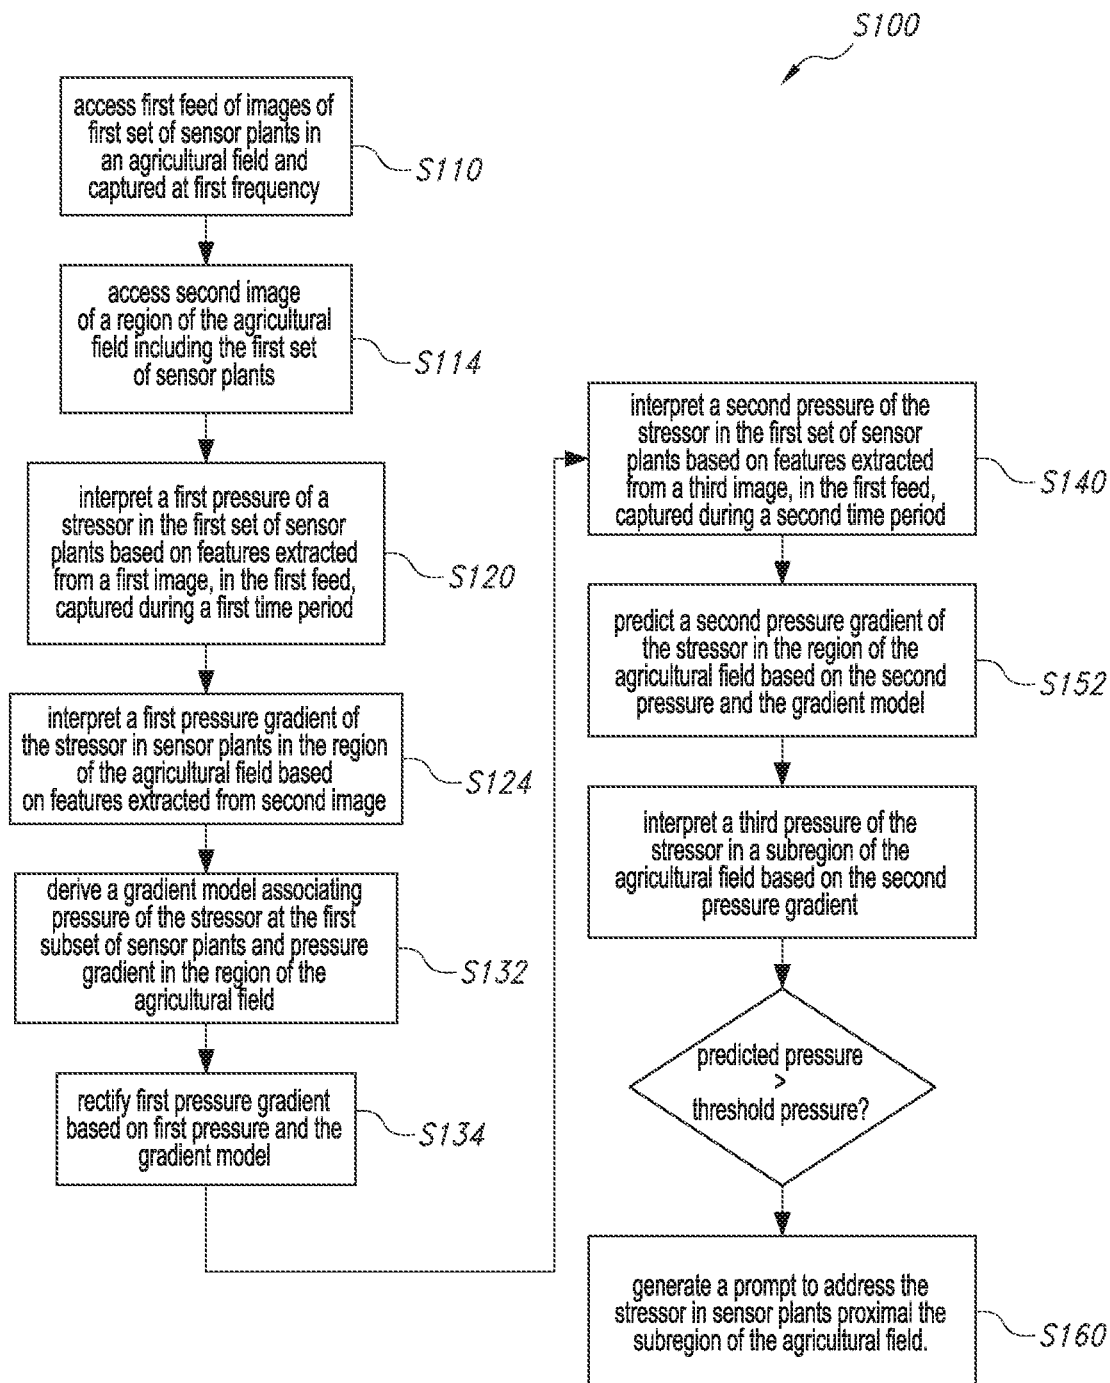 S100
access first feed of images of
first set of sensor plants in
an agricultural field and
captured at first frequency
S110
access second image
of a region of the agricultural
field including the first set
of sensor plants
S114
interpret a first pressure of a
stressor in the first set of sensor
plants based on features extracted
from a first image, in the first feed,
captured during a first time period
S120
interpret a first pressure gradient of
the stressor in sensor plants in the region
of the agricultural field based
on features extracted from second image
S124
derive a gradient model associating
pressure of the stressor at the first
subset of sensor plants and pressure
gradient in the region of the
agricultural field
S132
rectify first pressure gradient
based on first pressure and the
gradient model
S134
interpret a second pressure of the
stressor in the first set of sensor
plants based on features extracted
from a third image, in the first feed,
captured during a second time period
S140
predict a second pressure gradient of
the stressor in the region of the
agricultural field based on the second
pressure and the gradient model
S152
interpret a third pressure of the
stressor in a subregion of the
agricultural field based on the second
pressure gradient
predicted pressure
>
threshold pressure?
generate a prompt to address the
stressor in sensor plants proximal the
subregion of the agricultural field.
S160